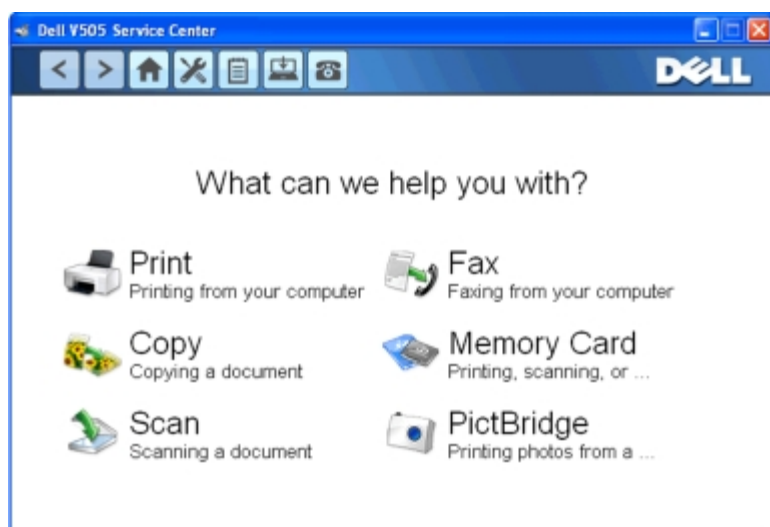 Dell V505 Service Center
DELL
What can we help you with?
Print
Printing from your computer
Fax
Faxing from your computer
Copy
Copying a document
Memory Card
Printing, scanning, or ...
Scan
Scanning a document
PictBridge
Printing photos from a ...